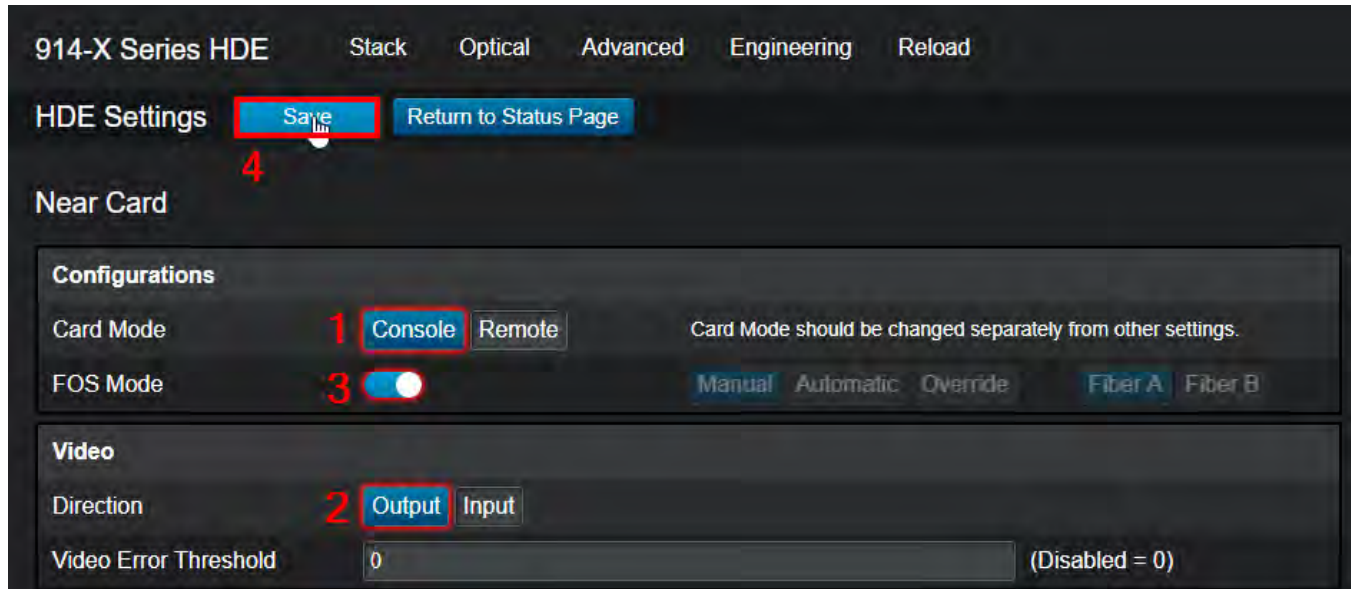 914-X Series HDE Stack Optical Advanced Engineering Reload
HDE Settings Save Return to Status Page
4
Near Card
Configurations
Card Mode 1 Console Remote Card Mode should be changed separately from other settings.
FOS Mode 3 Manual Automatic Override Fiber A Fiber B
Video
Direction 2 Output Input
Video Error Threshold 0 (Disabled = 0)